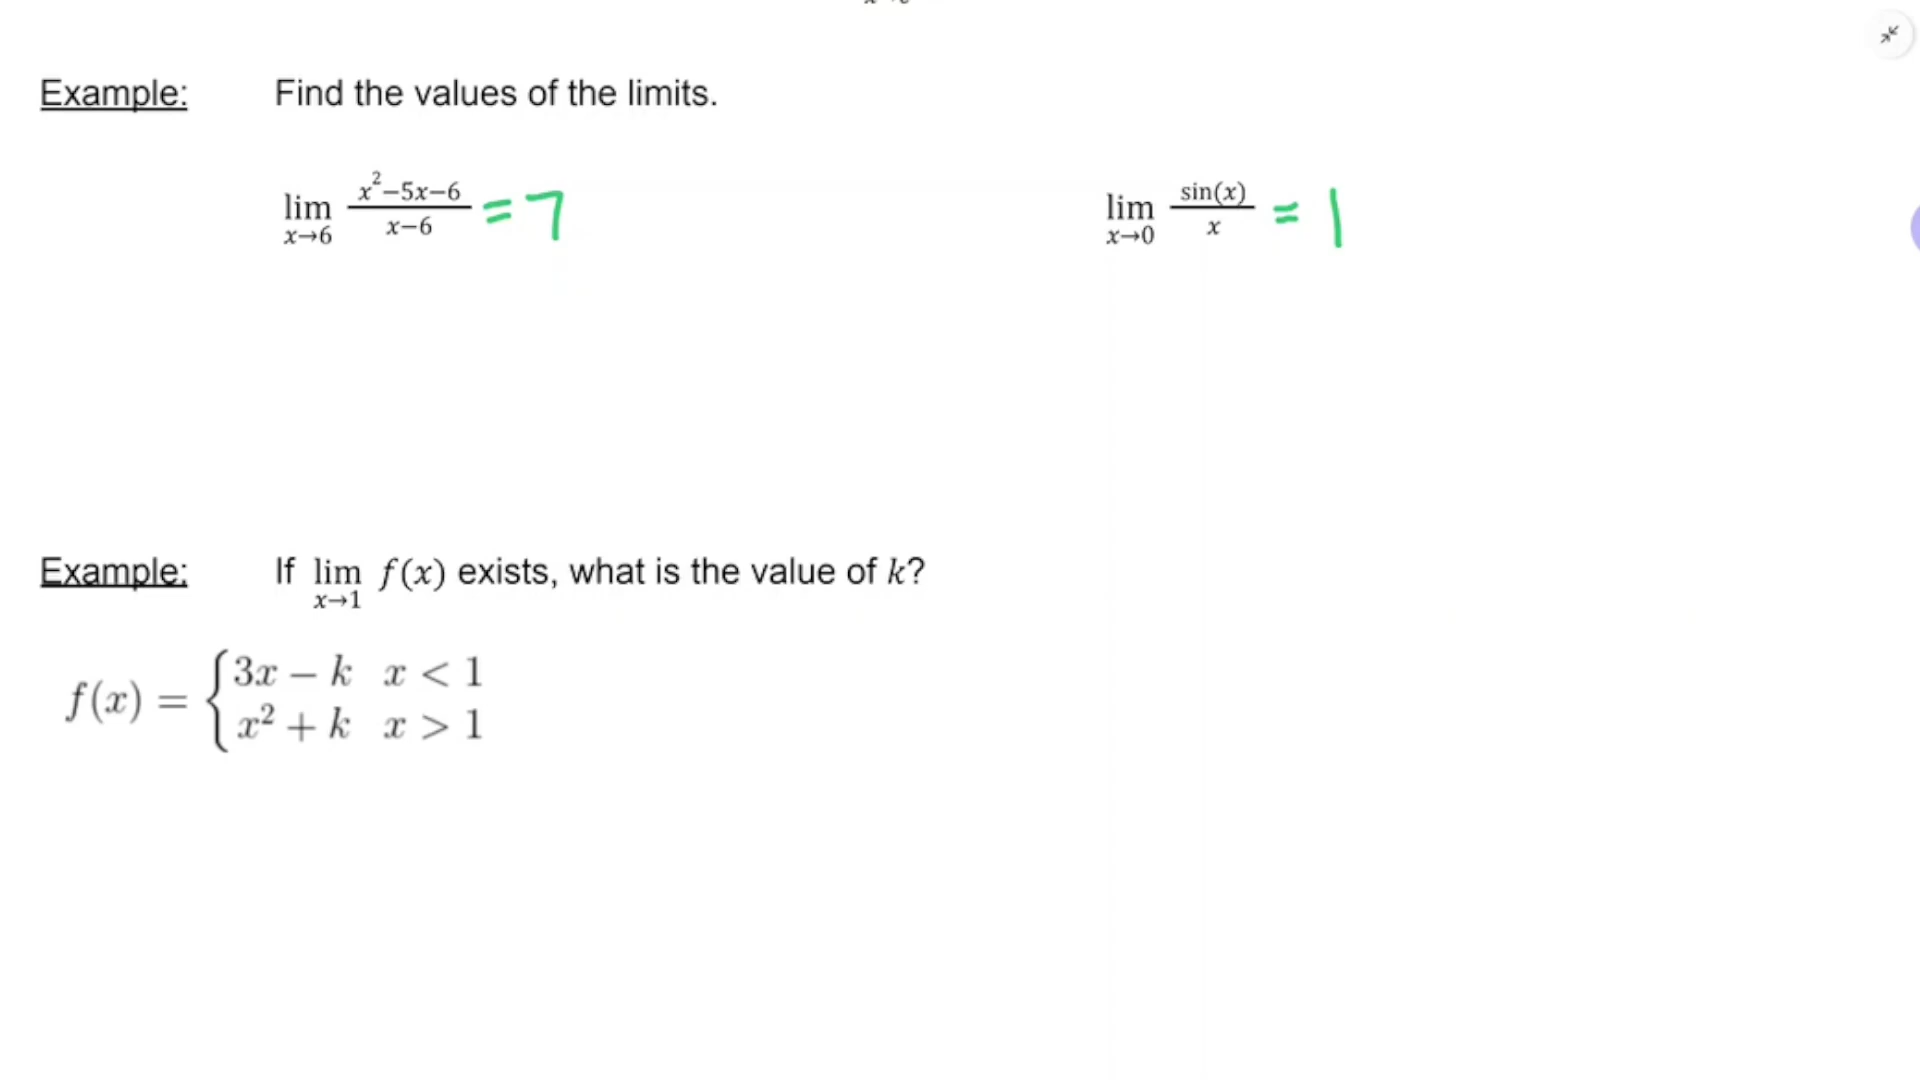 Example: Find the values of the limits.
lim x→6 x²−5x−6 / x−6 = 7
lim x→0 sin(x) / x = 1
Example: If lim x→1 f(x) exists, what is the value of k?
f(x) = { 3x − k x < 1
x² + k x > 1